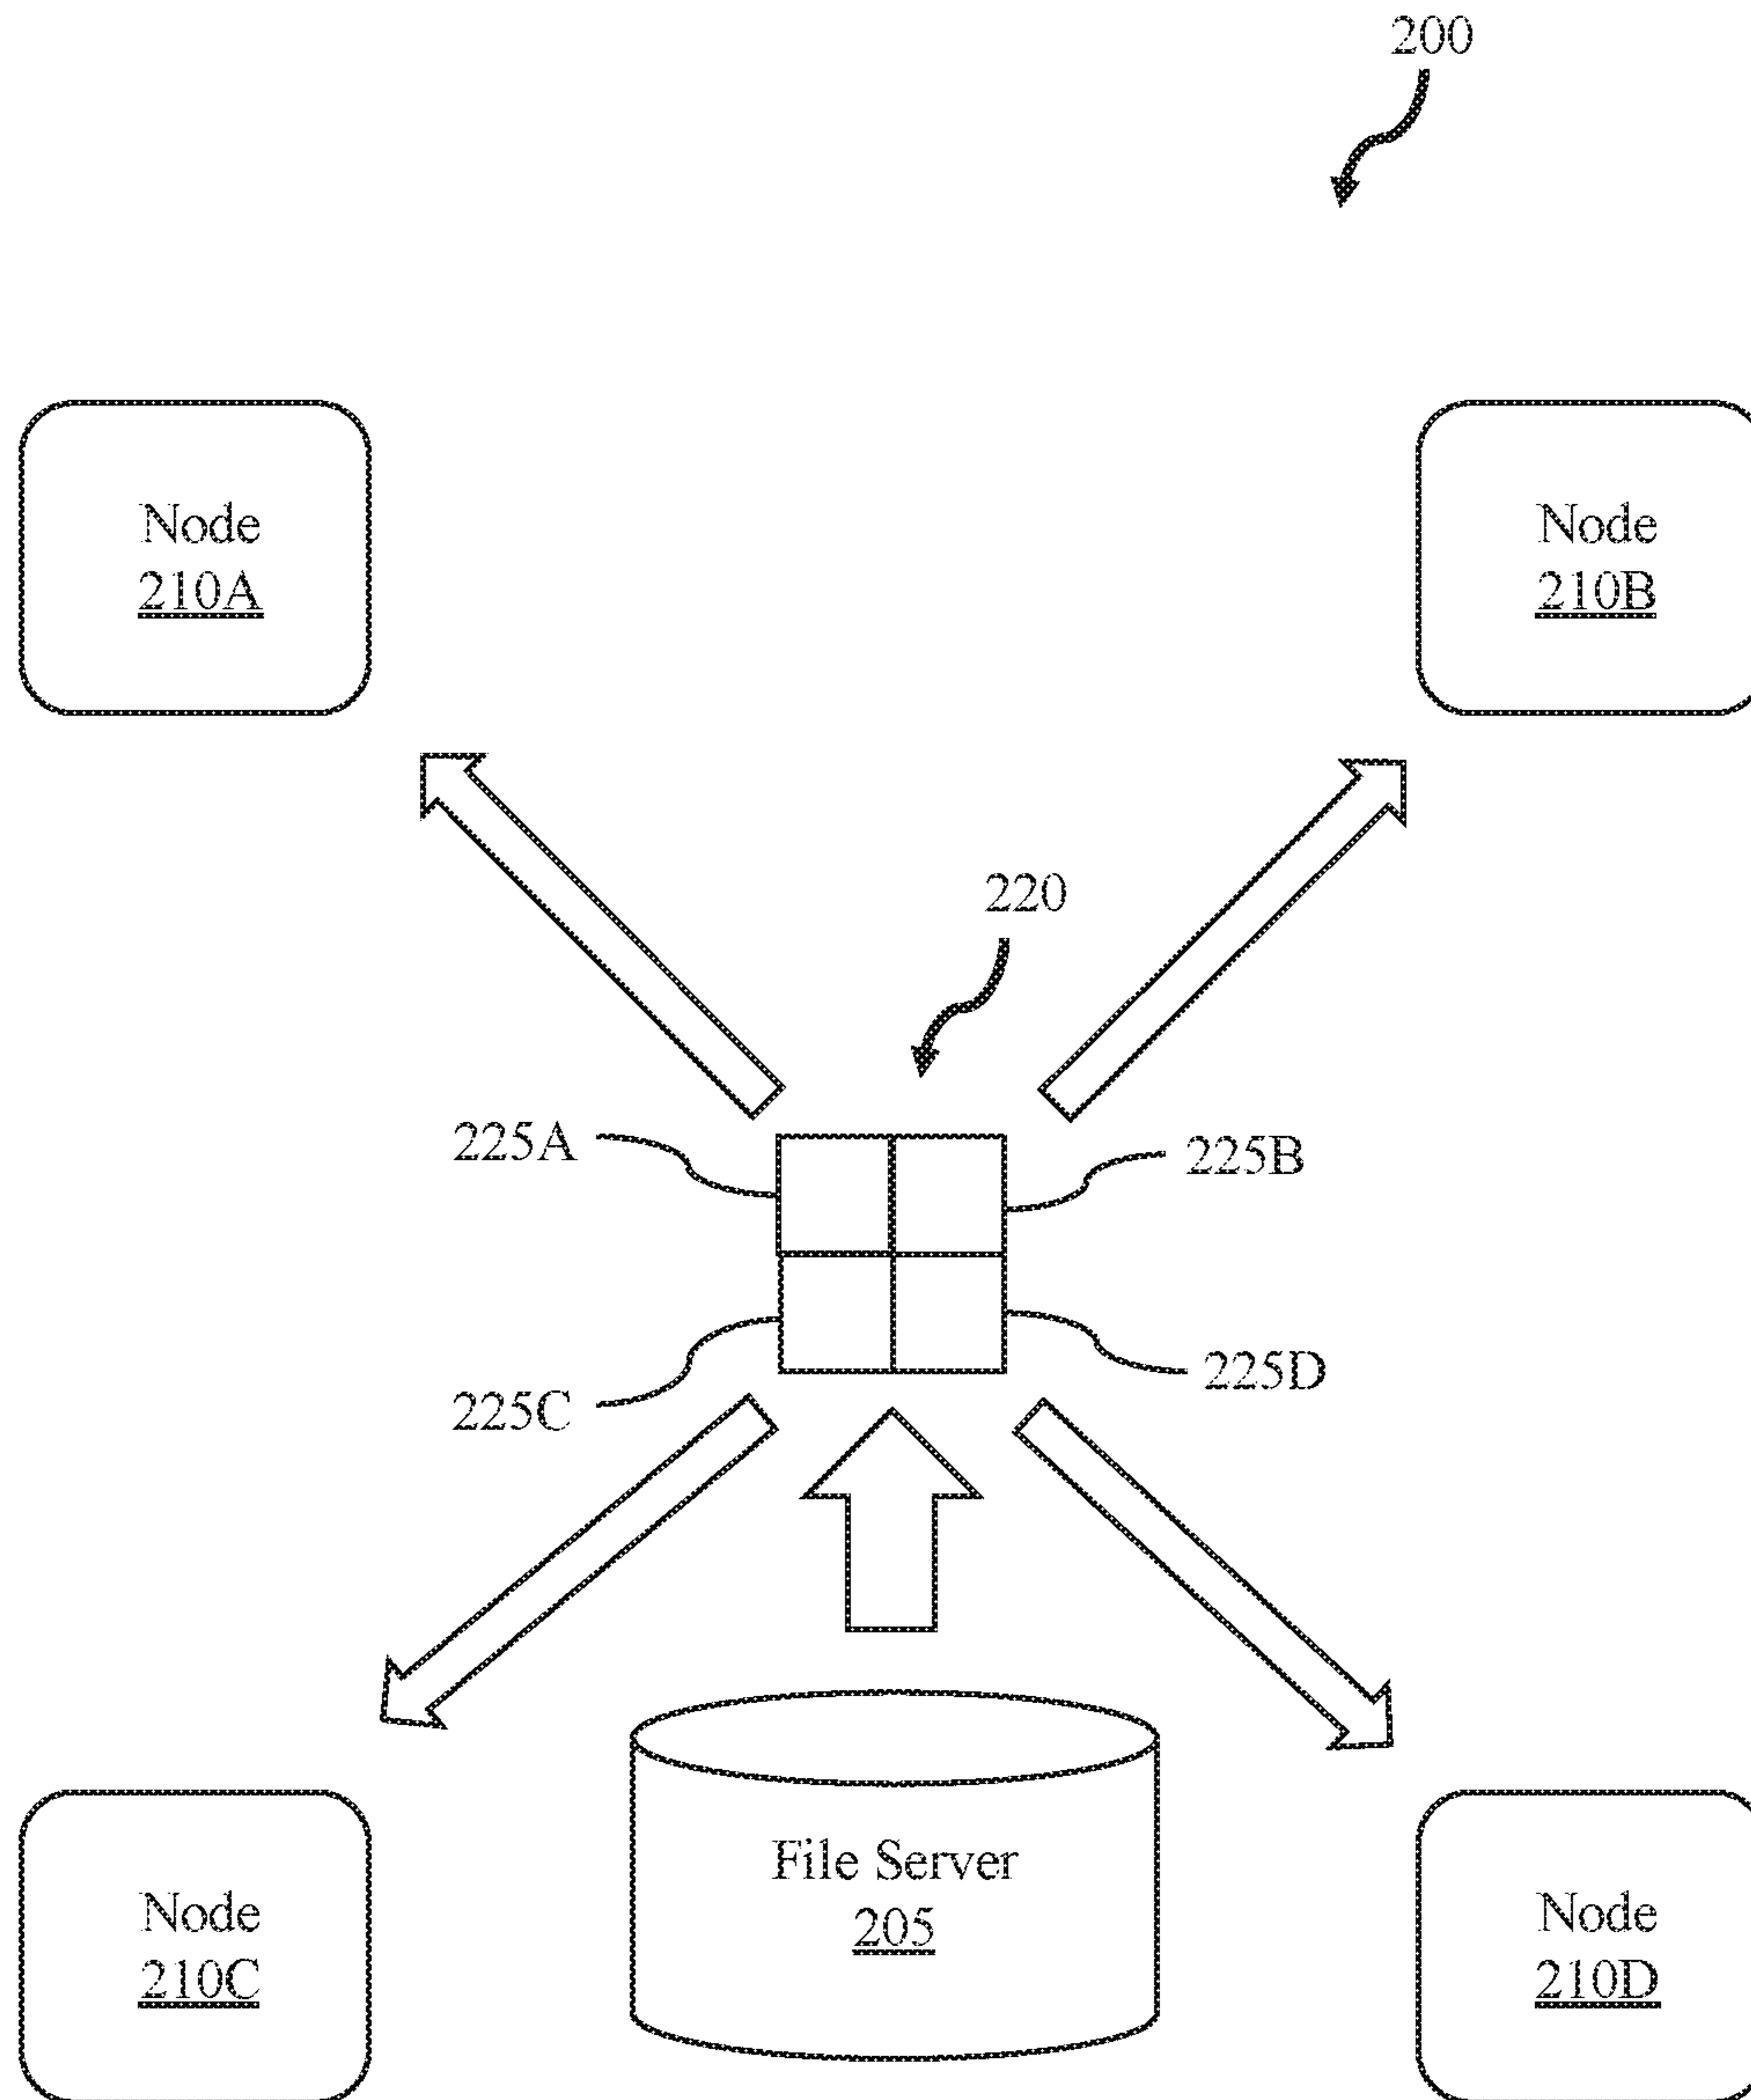 200
Node
210A
Node
210B
220
225A
225B
225C
225D
File Server
205
Node
210C
Node
210D